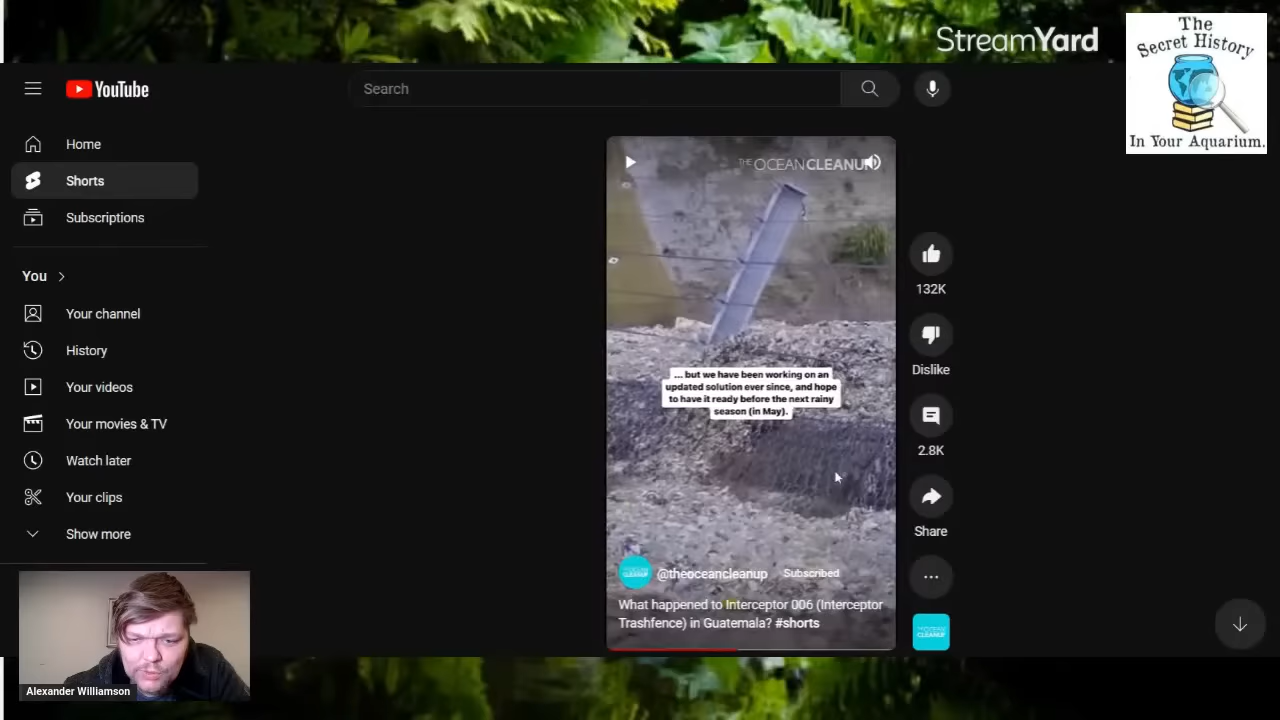 StreamYard
The
Secret History
In Your Aquarium.
YouTube
Search
Home
Shorts
Subscriptions
You
Your channel
History
Your videos
Your movies & TV
Watch later
Your clips
Show more
THE OCEANCLEANUP
... but we have been working on an
updated solution ever since, and hope
to have it ready before the next rainy
season (in May).
@theoceancleanup Subscribed
What happened to Interceptor 006 (Interceptor
Trashfence) in Guatemala? #shorts
132K
Dislike
2.8K
Share
Alexander Williamson